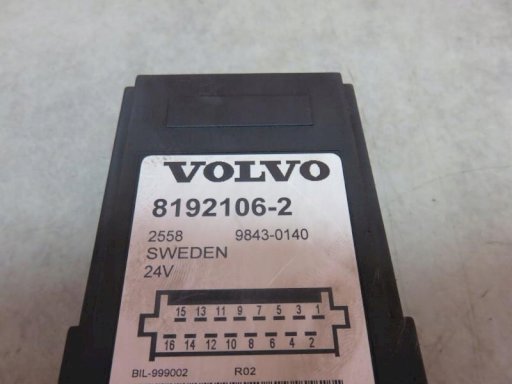 VOLVO
8192106-2
2558 9843-0140
SWEDEN
24V
15 13 11 9 7 5 3 1
16 14 12 10 8 6 4 2
BIL-999002 R02